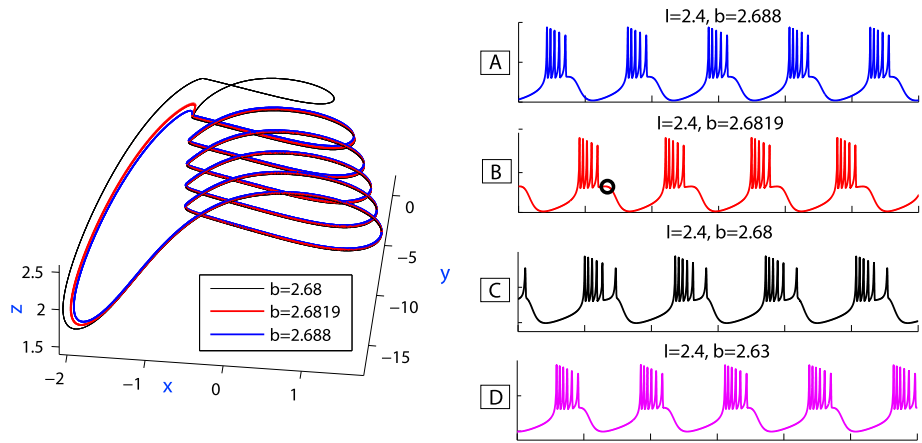 2.5
2
1.5
z
−2
−1
0
1
x
0
−5
−10
−15
y
b=2.68
b=2.6819
b=2.688
I=2.4, b=2.688
A
I=2.4, b=2.6819
B
I=2.4, b=2.68
C
I=2.4, b=2.63
D